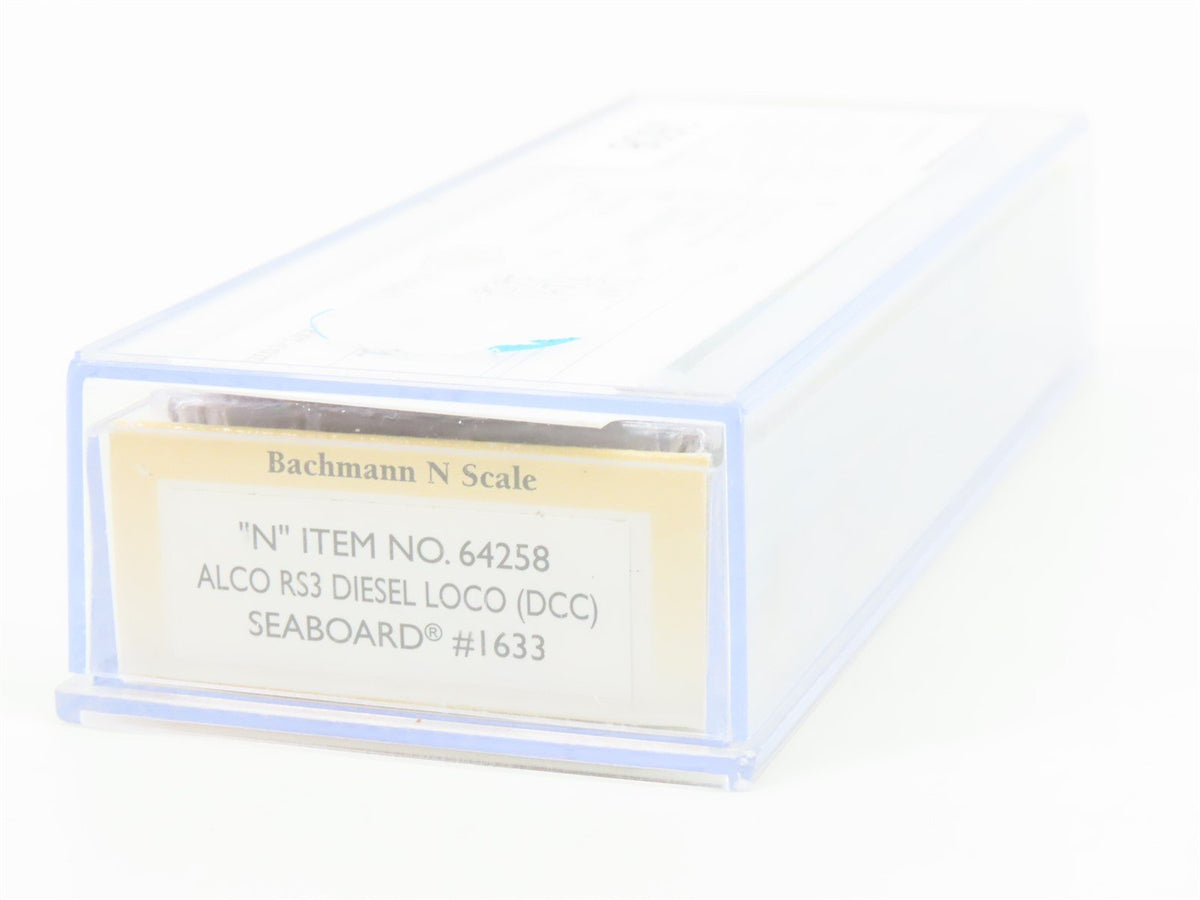 Bachmann N Scale
"N" ITEM NO. 64258
ALCO RS3 DIESEL LOCO (DCC)
SEABOARD® #1633